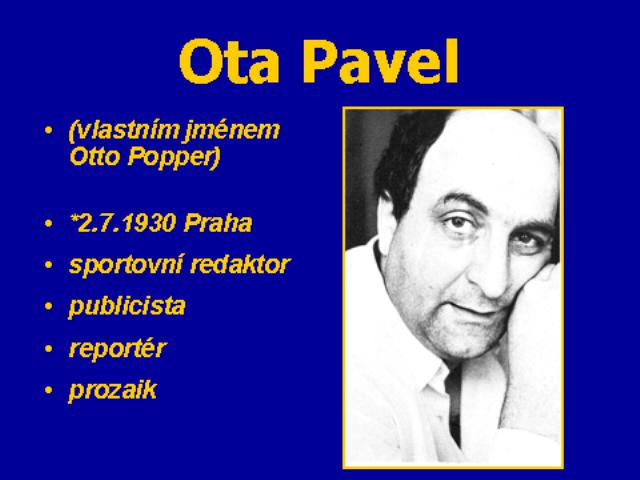 Ota Pavel
• (vlastním jménem
Otto Popper)
• *2.7.1930 Praha
• sportovní redaktor
• publicista
• reportér
• prozaik